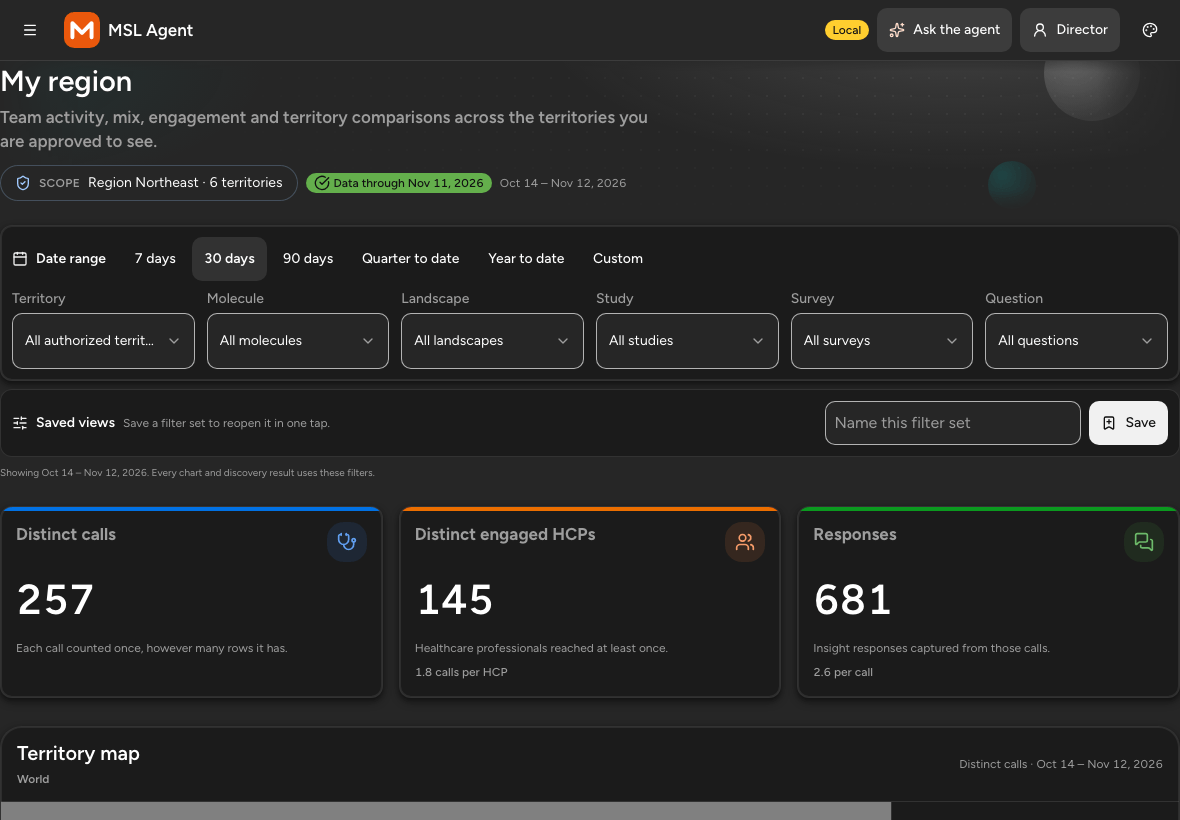 MSL Agent
Local
Ask the agent
Director
My region
Team activity, mix, engagement and territory comparisons across the territories you
are approved to see.
SCOPE Region Northeast · 6 territories
Data through Nov 11, 2026
Oct 14 – Nov 12, 2026
Date range
7 days
30 days
90 days
Quarter to date
Year to date
Custom
Territory
Molecule
Landscape
Study
Survey
Question
All authorized territ...
All molecules
All landscapes
All studies
All surveys
All questions
Saved views
Save a filter set to reopen it in one tap.
Name this filter set
Save
Showing Oct 14 – Nov 12, 2026. Every chart and discovery result uses these filters.
Distinct calls
257
Each call counted once, however many rows it has.
Distinct engaged HCPs
145
Healthcare professionals reached at least once.
1.8 calls per HCP
Responses
681
Insight responses captured from those calls.
2.6 per call
Territory map
World
Distinct calls · Oct 14 – Nov 12, 2026